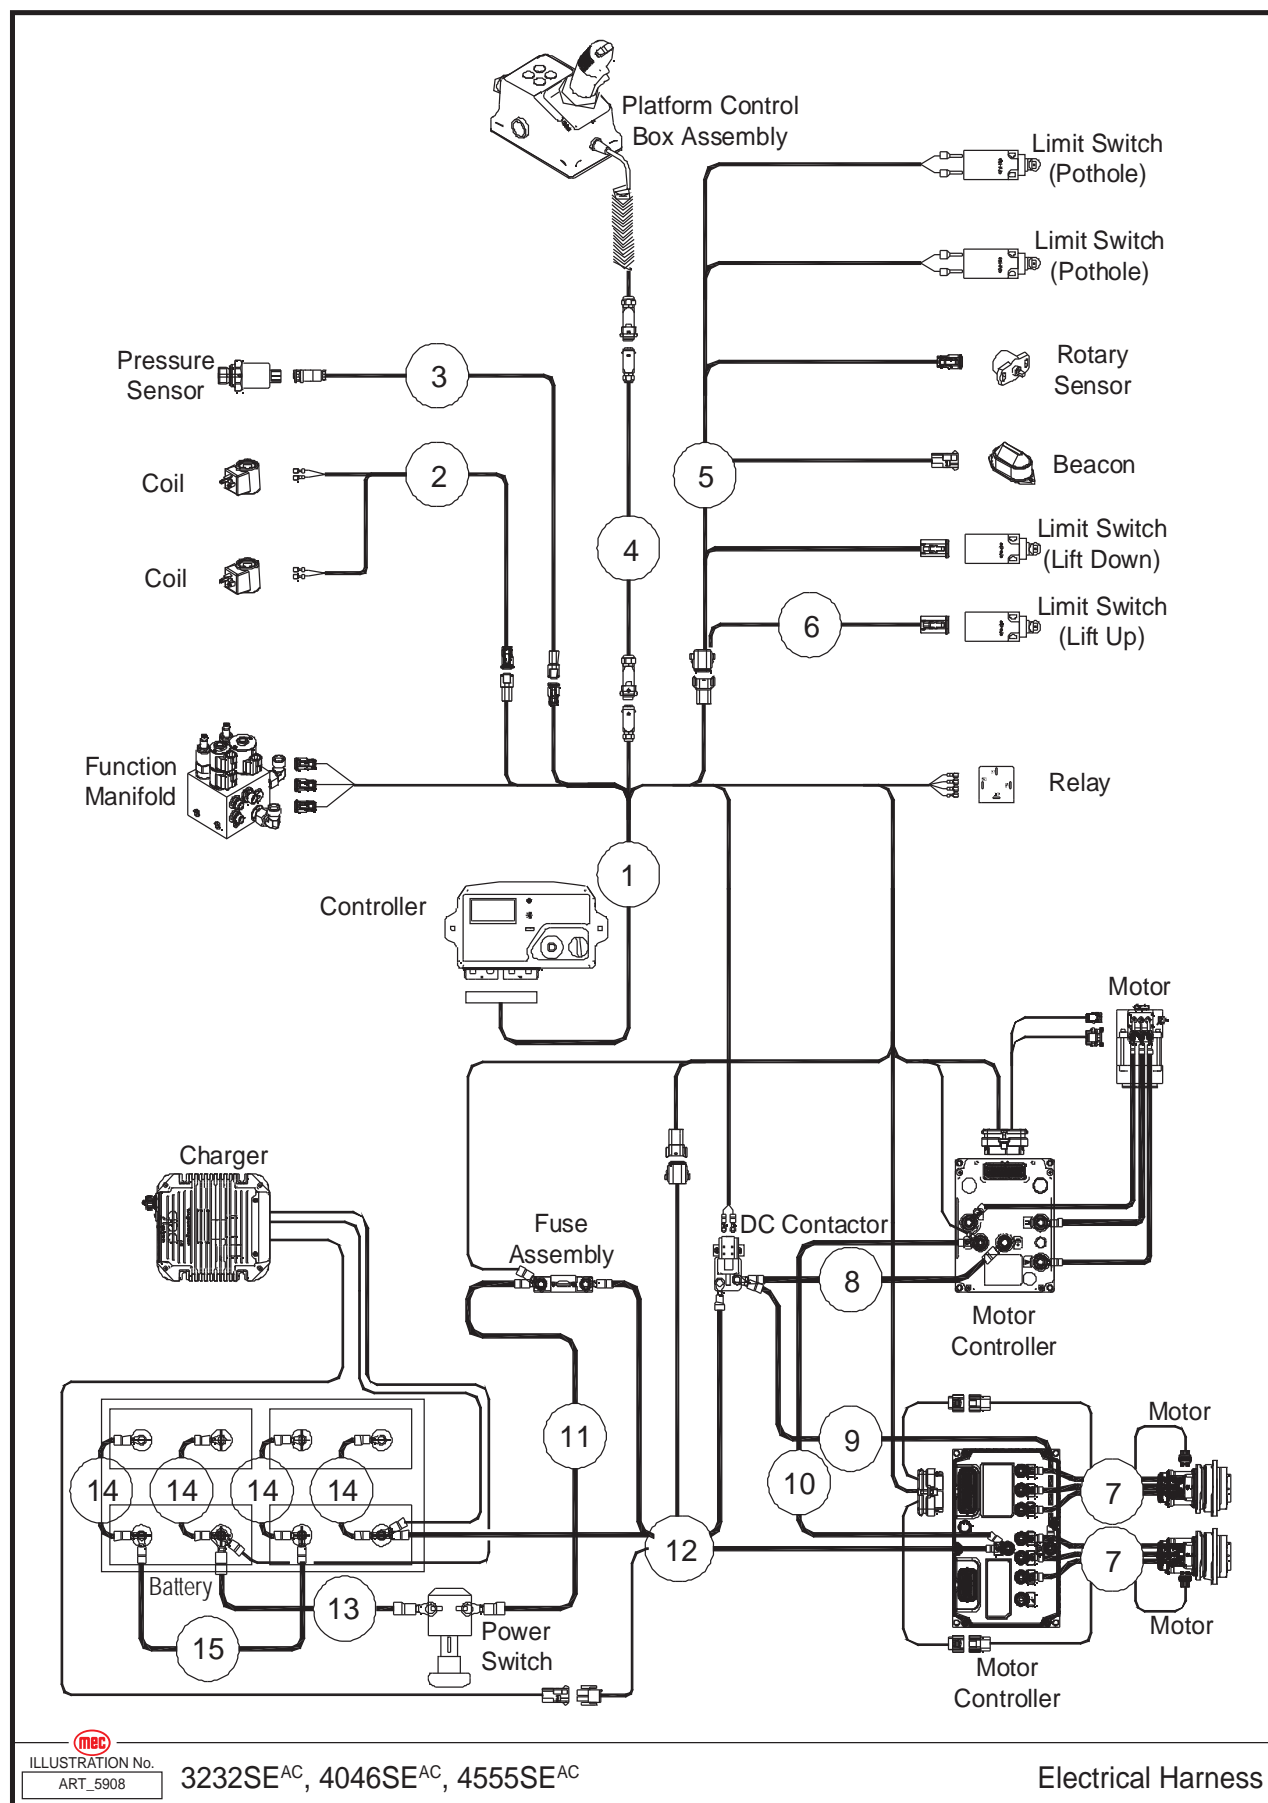 Platform Control
Box Assembly
Limit Switch
(Pothole)
Limit Switch
(Pothole)
Pressure
Sensor
3
Rotary
Sensor
Coil
2
5
Beacon
4
Limit Switch
(Lift Down)
Coil
6
Limit Switch
(Lift Up)
Function
Manifold
Relay
1
Controller
Motor
Charger
Fuse
Assembly
DC Contactor
8
Motor
Controller
11
9
Motor
14
14
14
14
10
7
12
7
Battery
13
Power
Switch
15
Motor
Motor
Controller
mec
ILLUSTRATION No.
ART_5908
3232SEAC, 4046SEAC, 4555SEAC
Electrical Harness